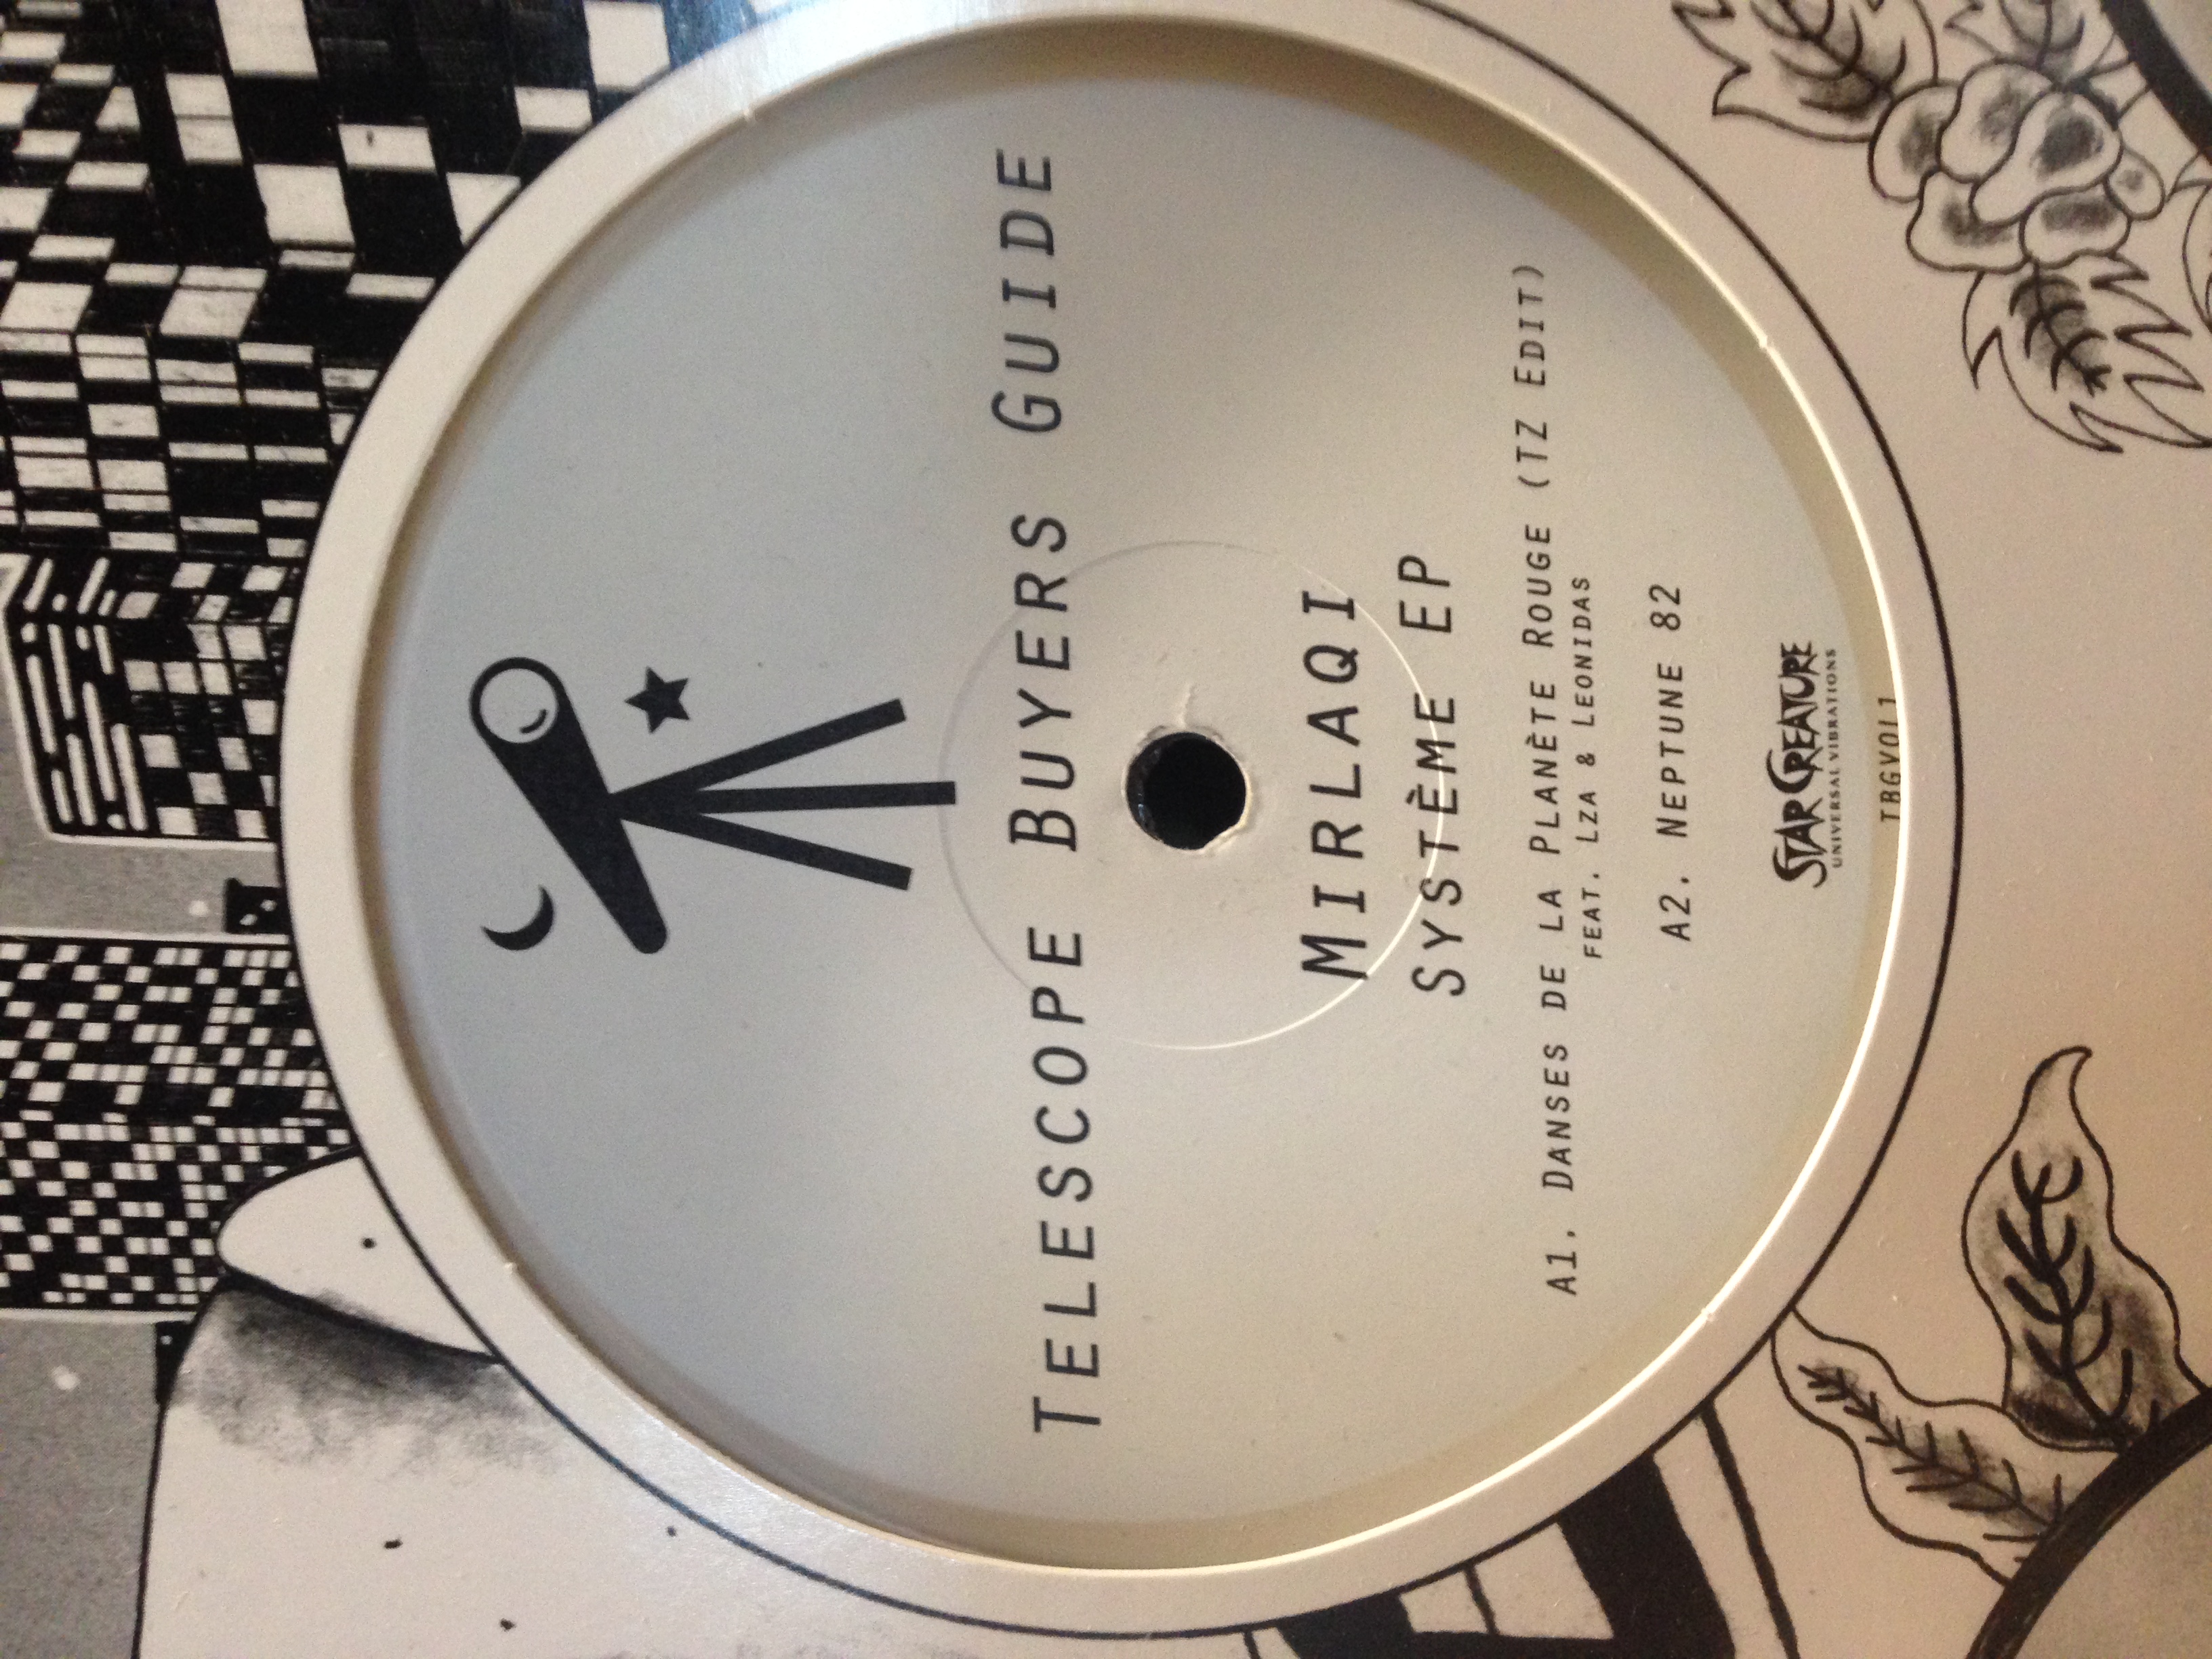 TELESCOPE BUYERS GUIDE
MIRLAQI
SYSTÈME EP
A1. DANSES DE LA PLANÈTE ROUGE (TZ EDIT)
FEAT. LZA & LEONIDAS
A2. NEPTUNE 82
STAR CREATURE
UNIVERSAL VIBRATIONS
TBGVOL1